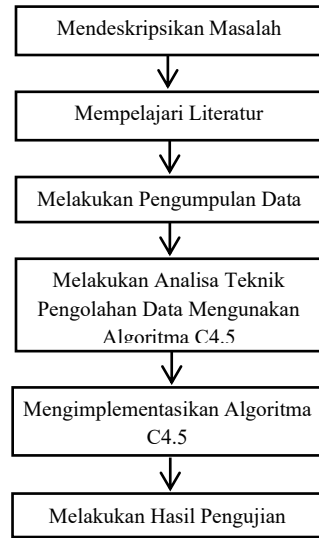 Mendeskripsikan Masalah
Mempelajari Literatur
Melakukan Pengumpulan Data
Melakukan Analisa Teknik
Pengolahan Data Mengunakan
Algoritma C4.5
Mengimplementasikan Algoritma
C4.5
Melakukan Hasil Pengujian